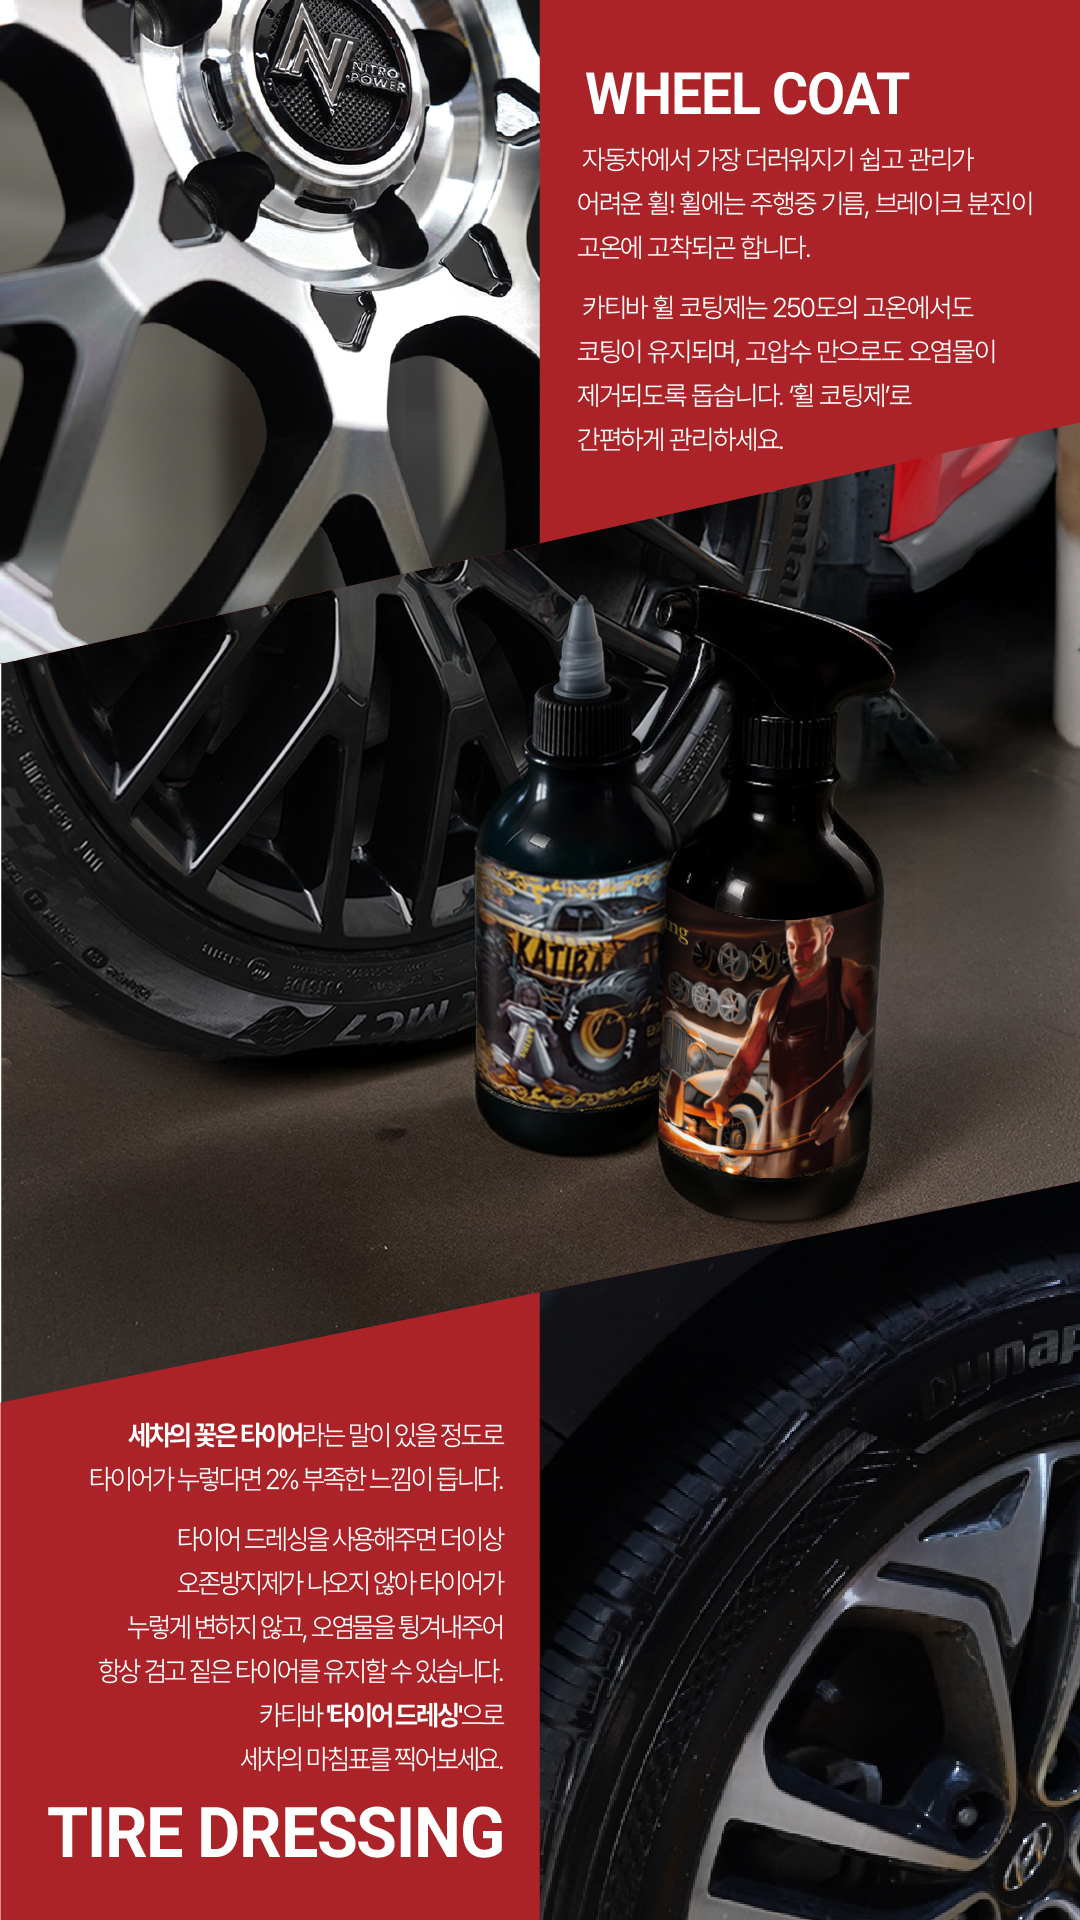 NITRO
POWER
WHEEL COAT
자동차에서 가장 더러워지기 쉽고 관리가
어려운 휠! 휠에는 주행중 기름, 브레이크 분진이
고온에 고착되곤 합니다.
카티바 휠 코팅제는 250도의 고온에서도
코팅이 유지되며, 고압수 만으로도 오염물이
제거되도록 돕습니다. ‘휠 코팅제’로
간편하게 관리하세요.
KATIBA
BKT
BKT
MC7
세차의 꽃은 타이어라는 말이 있을 정도로
타이어가 누렇다면 2% 부족한 느낌이 듭니다.
타이어 드레싱을 사용해주면 더이상
오존방지제가 나오지 않아 타이어가
누렇게 변하지 않고, 오염물을 튕겨내주어
항상 검고 짙은 타이어를 유지할 수 있습니다.
카티바 '타이어 드레싱'으로
세차의 마침표를 찍어보세요.
TIRE DRESSING